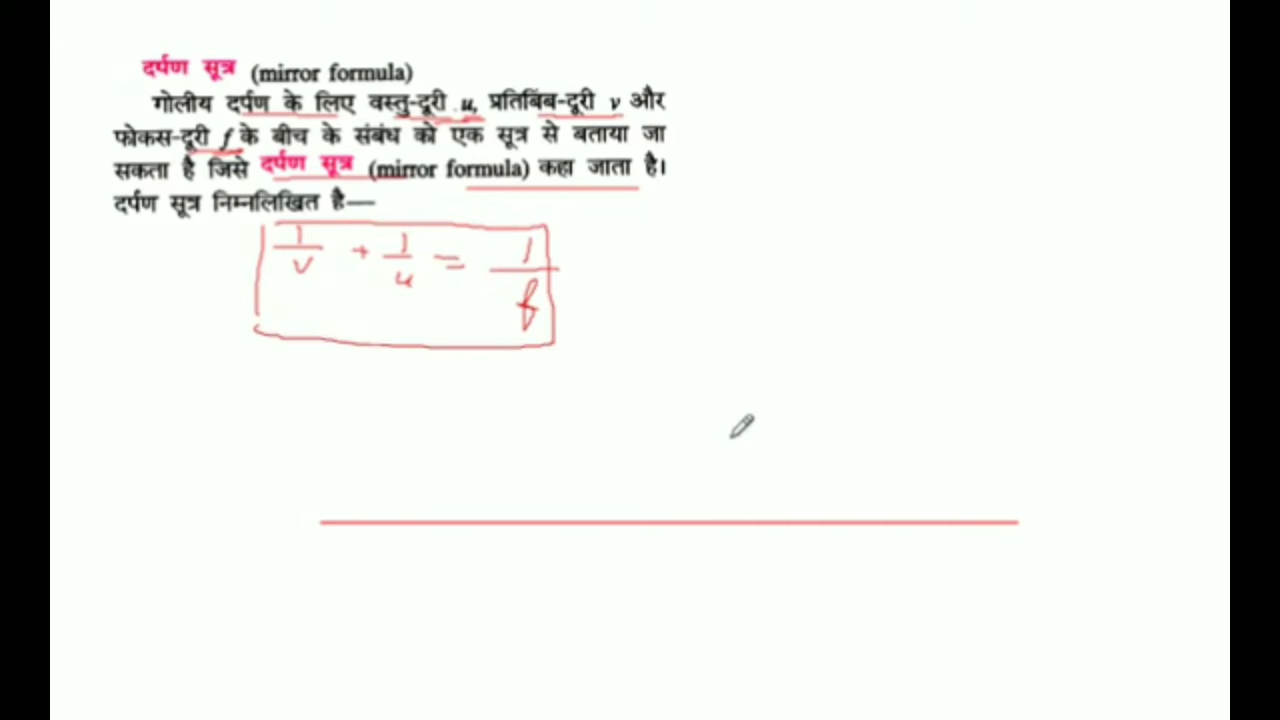 दर्पण सूत्र (mirror formula)
गोलीय दर्पण के लिए वस्तु-दूरी u, प्रतिबिंब-दूरी v और
फोकस-दूरी f के बीच के संबंध को एक सूत्र से बताया जा
सकता है जिसे दर्पण सूत्र (mirror formula) कहा जाता है।
दर्पण सूत्र निम्नलिखित है—
1/v + 1/u = 1/f